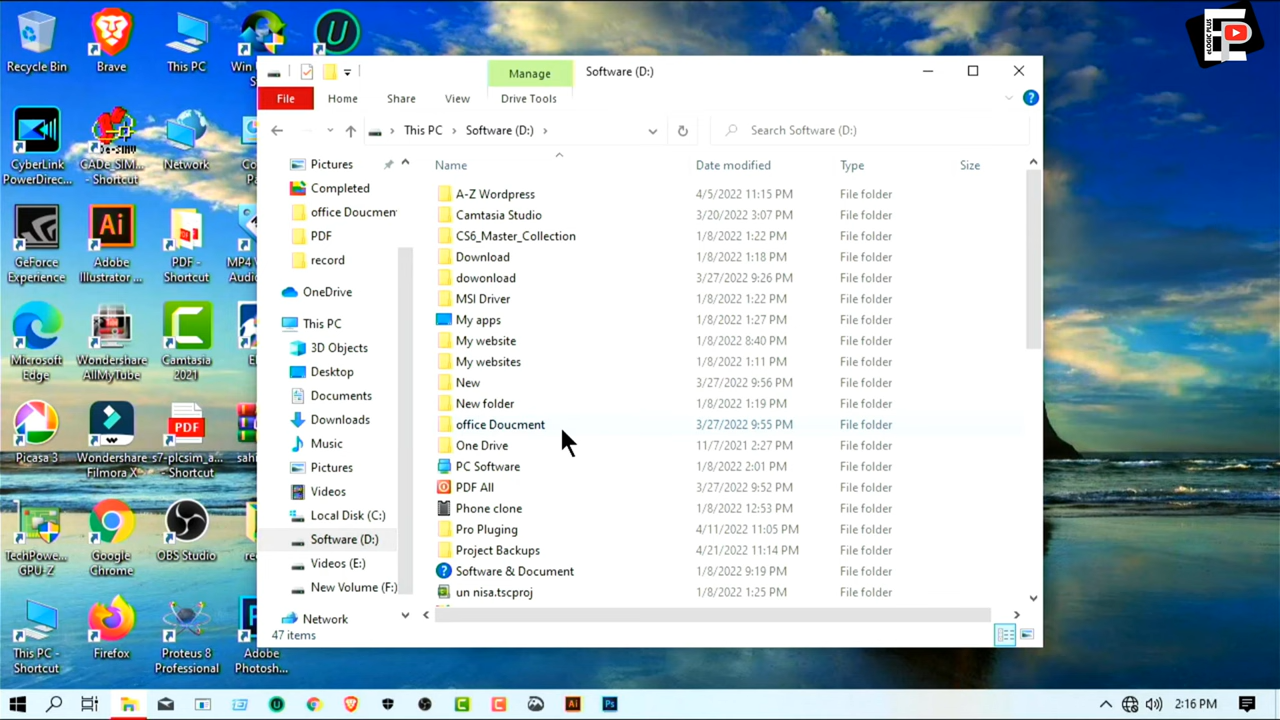 eLOGIC PLUS
Recycle Bin
Brave
This PC
CyberLink
PowerDirec...
GADe_SIM...
- Shortcut
Network
GeForce
Experience
Adobe
Illustrator ...
PDF -
Shortcut
MP4
Microsoft
Edge
Wondershare
AllMyTube
Camtasia
2021
Picasa 3
Wondershare
Filmora X
s7-plcsim_a...
- Shortcut
TechPowe...
GPU-Z
Google
Chrome
OBS Studio
This PC -
Shortcut
Firefox
Proteus 8
Professional
Adobe
Photosh...
Manage
Software (D:)
File
Home
Share
View
Drive Tools
This PC
Software (D:)
Search Software (D:)
Pictures
Completed
office Doucmen
PDF
record
OneDrive
This PC
3D Objects
Desktop
Documents
Downloads
Music
Pictures
Videos
Local Disk (C:)
Software (D:)
Videos (E:)
New Volume (F:)
Network
Name Date modified Type Size
A-Z Wordpress 4/5/2022 11:15 PM File folder
Camtasia Studio 3/20/2022 3:07 PM File folder
CS6_Master_Collection 1/8/2022 1:22 PM File folder
Download 1/8/2022 1:18 PM File folder
dowonload 3/27/2022 9:26 PM File folder
MSI Driver 1/8/2022 1:22 PM File folder
My apps 1/8/2022 1:27 PM File folder
My website 1/8/2022 8:40 PM File folder
My websites 1/8/2022 1:11 PM File folder
New 3/27/2022 9:56 PM File folder
New folder 1/8/2022 1:19 PM File folder
office Doucment 3/27/2022 9:55 PM File folder
One Drive 11/7/2021 2:27 PM File folder
PC Software 1/8/2022 2:01 PM File folder
PDF All 3/27/2022 9:52 PM File folder
Phone clone 1/8/2022 12:53 PM File folder
Pro Pluging 4/11/2022 11:05 PM File folder
Project Backups 4/21/2022 11:14 PM File folder
Software & Document 1/8/2022 9:19 PM File folder
un nisa.tscproj 1/8/2022 1:25 PM File folder
47 items
2:16 PM